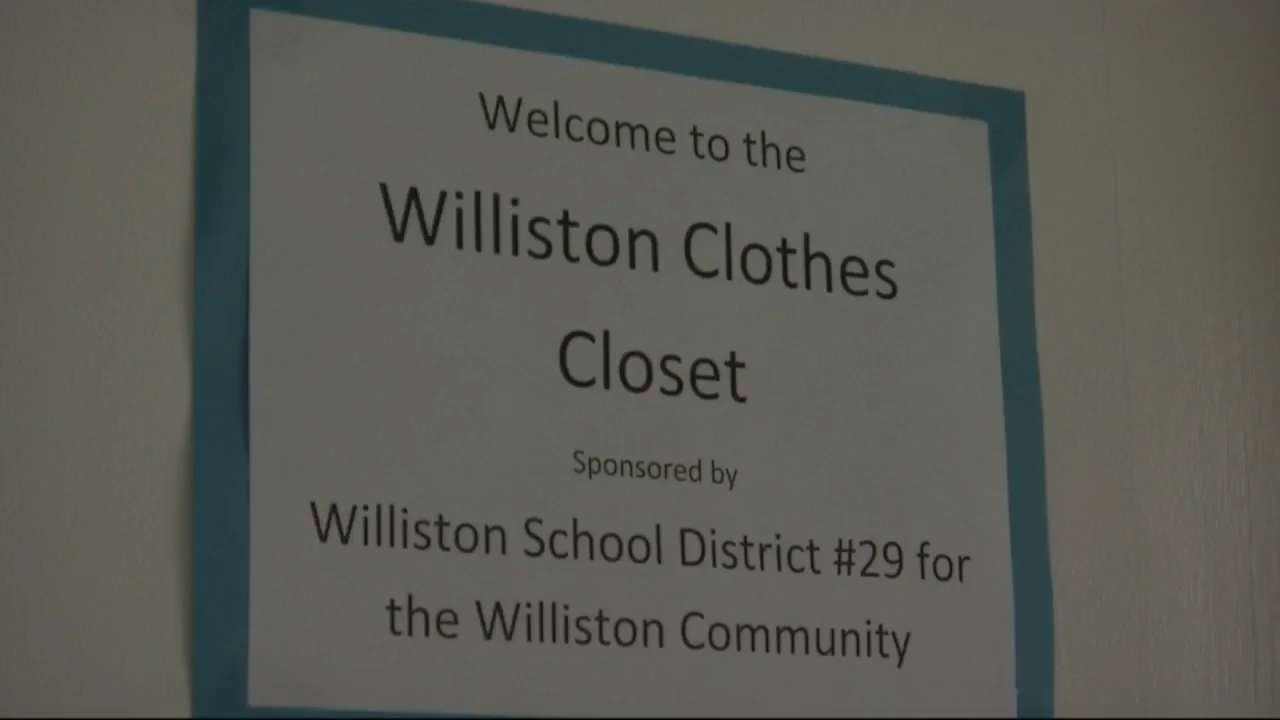 Welcome to the
Williston Clothes
Closet
Sponsored by
Williston School District #29 for
the Williston Community